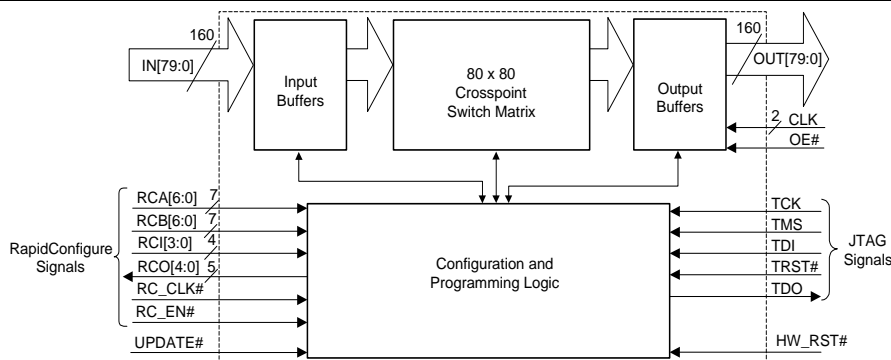 160
IN[79:0]
Input
Buffers
80 x 80
Crosspoint
Switch Matrix
Output
Buffers
160
OUT[79:0]
2
CLK
OE#
RapidConfigure
Signals
RCA[6:0]
7
RCB[6:0]
7
RCI[3:0]
4
RCO[4:0]
5
RC_CLK#
RC_EN#
UPDATE#
Configuration and
Programming Logic
TCK
TMS
TDI
TRST#
TDO
JTAG
Signals
HW_RST#